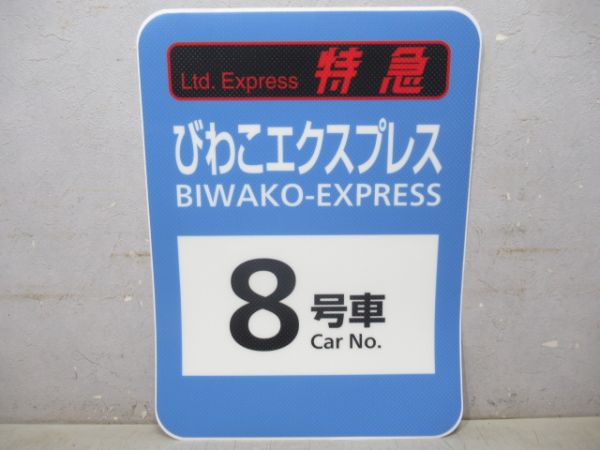 Ltd. Express 特急
びわこエクスプレス
BIWAKO-EXPRESS
8 号車
Car No.